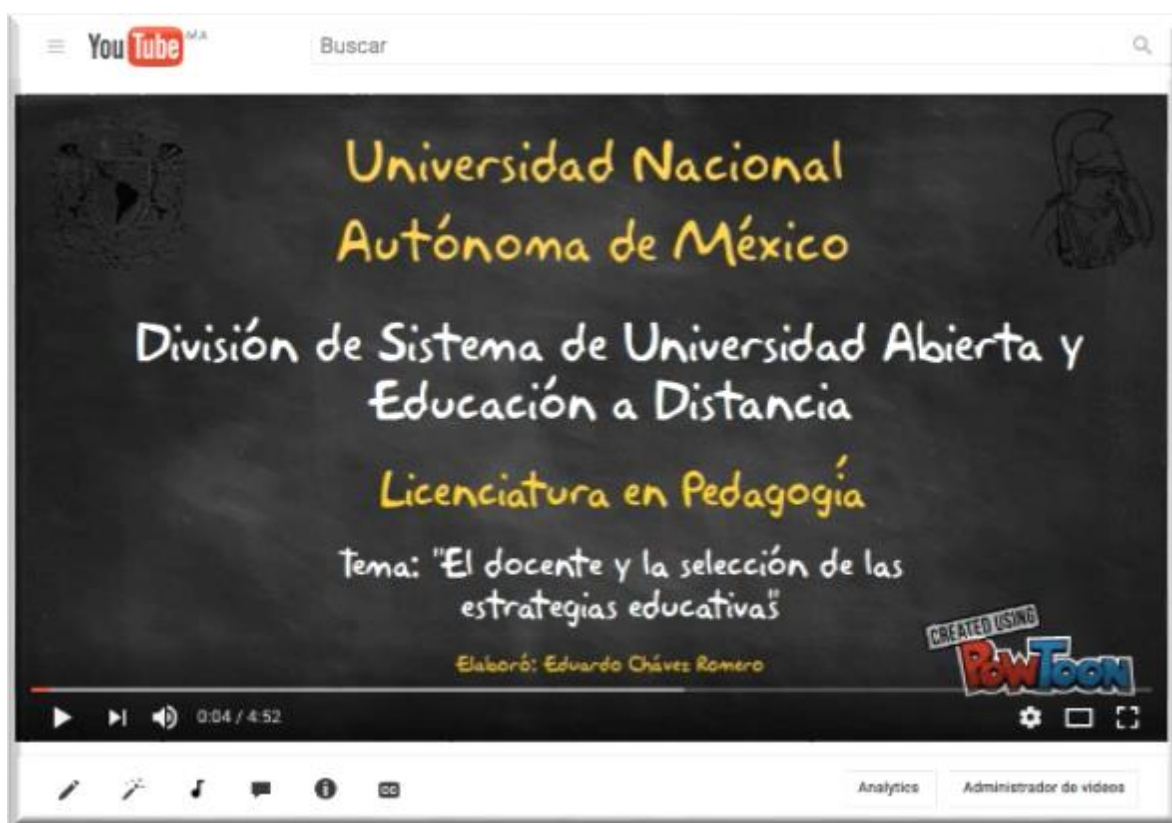 YouTube MX
Buscar
Universidad Nacional
Autónoma de México
División de Sistema de Universidad Abierta y
Educación a Distancia
Licenciatura en Pedagogía
Tema: "El docente y la selección de las
estrategias educativas"
Elaboró: Eduardo Chávez Romero
CREATED USING
POWTOON
0:04 / 4:52
CC
Analytics
Administrador de videos